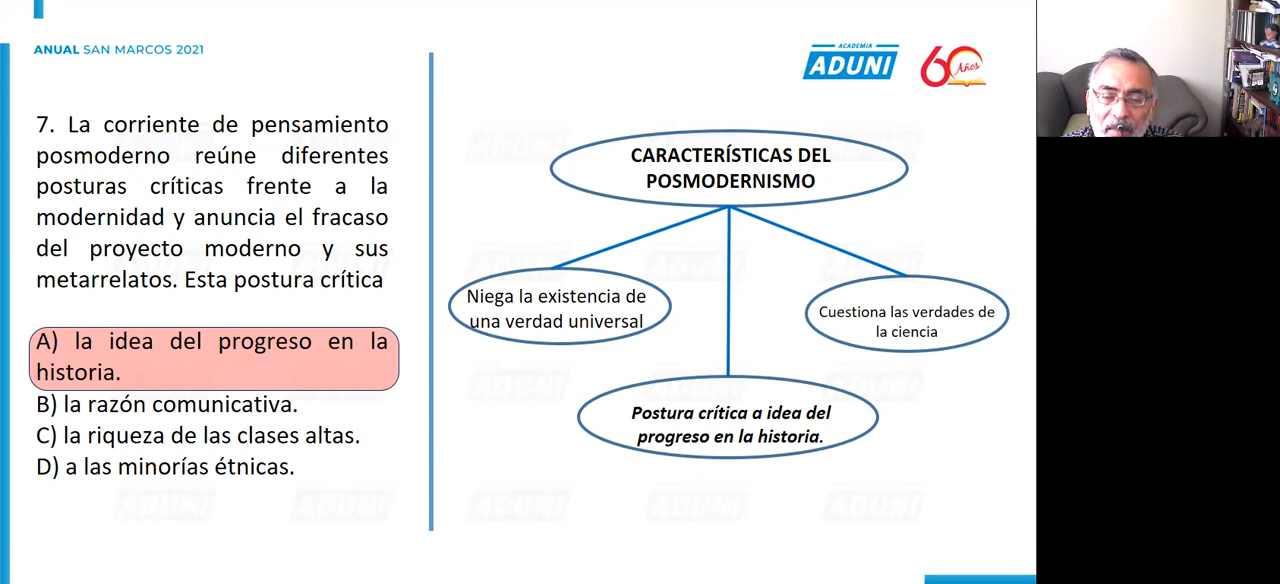 ANUAL SAN MARCOS 2021
ACADEMIA
ADUNI
60
Años
7. La corriente de pensamiento
posmoderno reúne diferentes
posturas críticas frente a la
modernidad y anuncia el fracaso
del proyecto moderno y sus
metarrelatos. Esta postura crítica
A) la idea del progreso en la
historia.
B) la razón comunicativa.
C) la riqueza de las clases altas.
D) a las minorías étnicas.
CARACTERÍSTICAS DEL
POSMODERNISMO
Niega la existencia de
una verdad universal
Cuestiona las verdades de
la ciencia
Postura crítica a idea del
progreso en la historia.